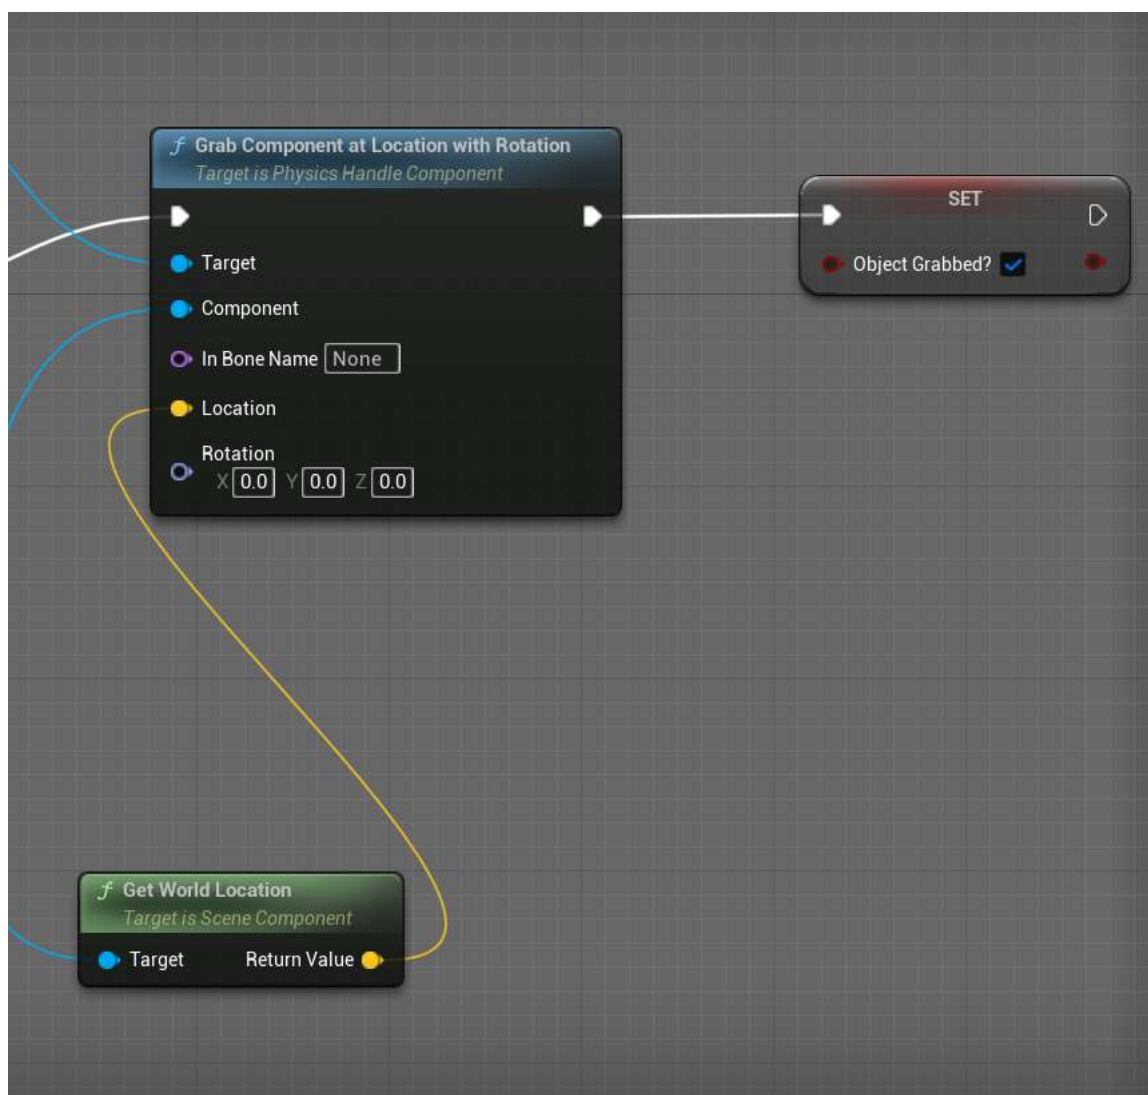 f Grab Component at Location with Rotation
Target is Physics Handle Component
SET
Target
Object Grabbed?
Component
In Bone Name None
Location
Rotation
X 0.0 Y 0.0 Z 0.0
f Get World Location
Target is Scene Component
Target Return Value